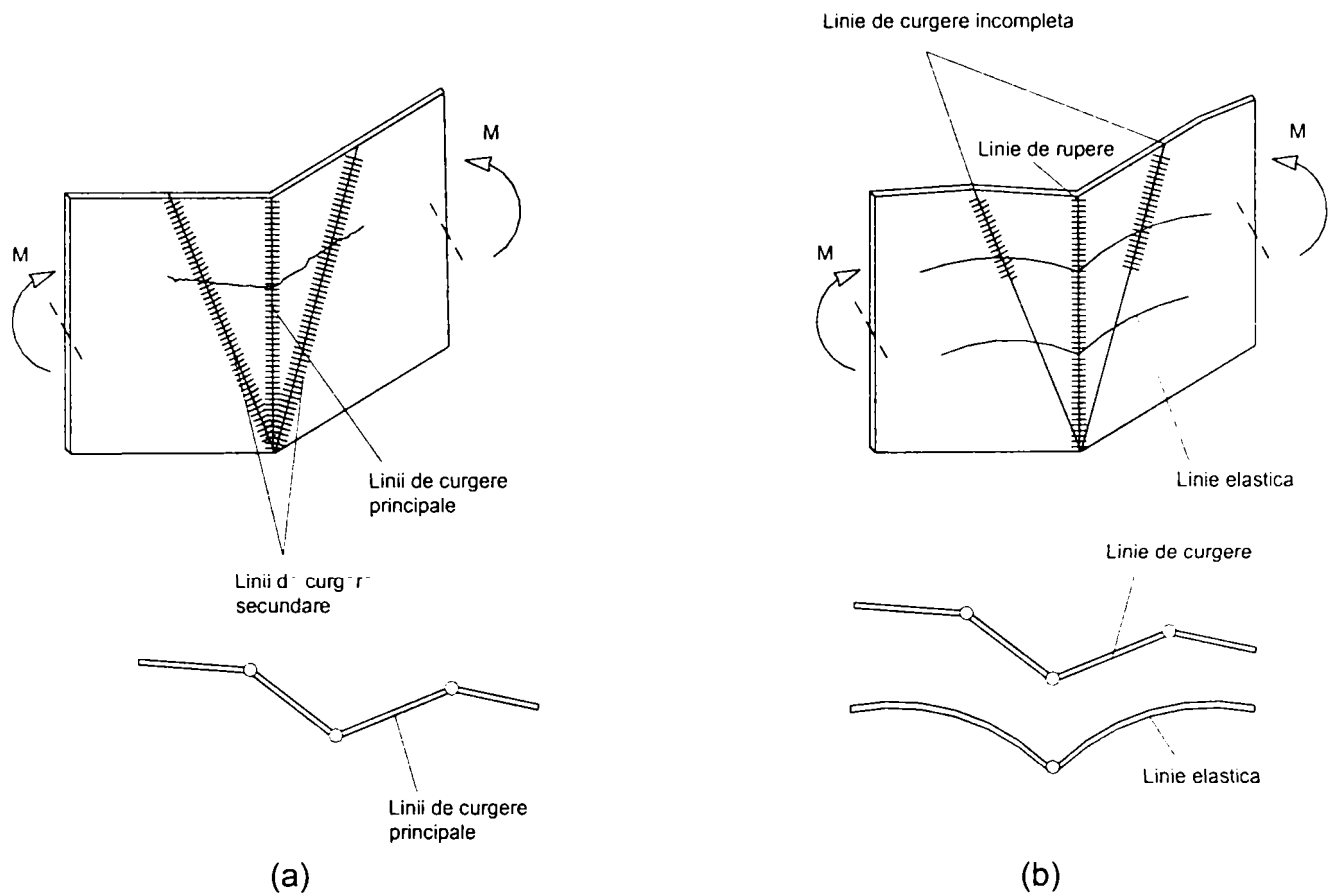 Linie de curgere incompleta
M
M
Linii de curgere
principale
Linii
secundare
Linii de curgere
principale
(a)
Linie de rupere
M
M
Linie elastica
Linie de curgere
Linie elastica
(b)